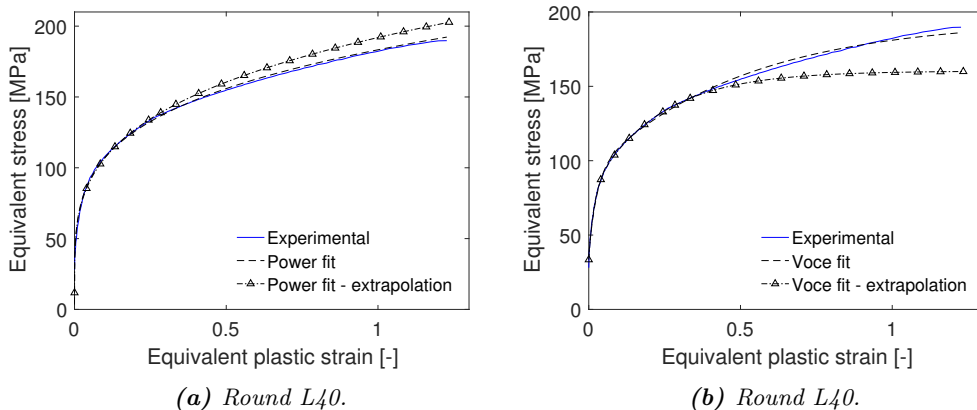 200
150
100
50
0
Equivalent stress [MPa]
Experimental
Power fit
Power fit - extrapolation
0
0.5
1
Equivalent plastic strain [-]
(a) Round L40.
200
150
100
50
0
Equivalent stress [MPa]
Experimental
Voce fit
Voce fit - extrapolation
0
0.5
1
Equivalent plastic strain [-]
(b) Round L40.